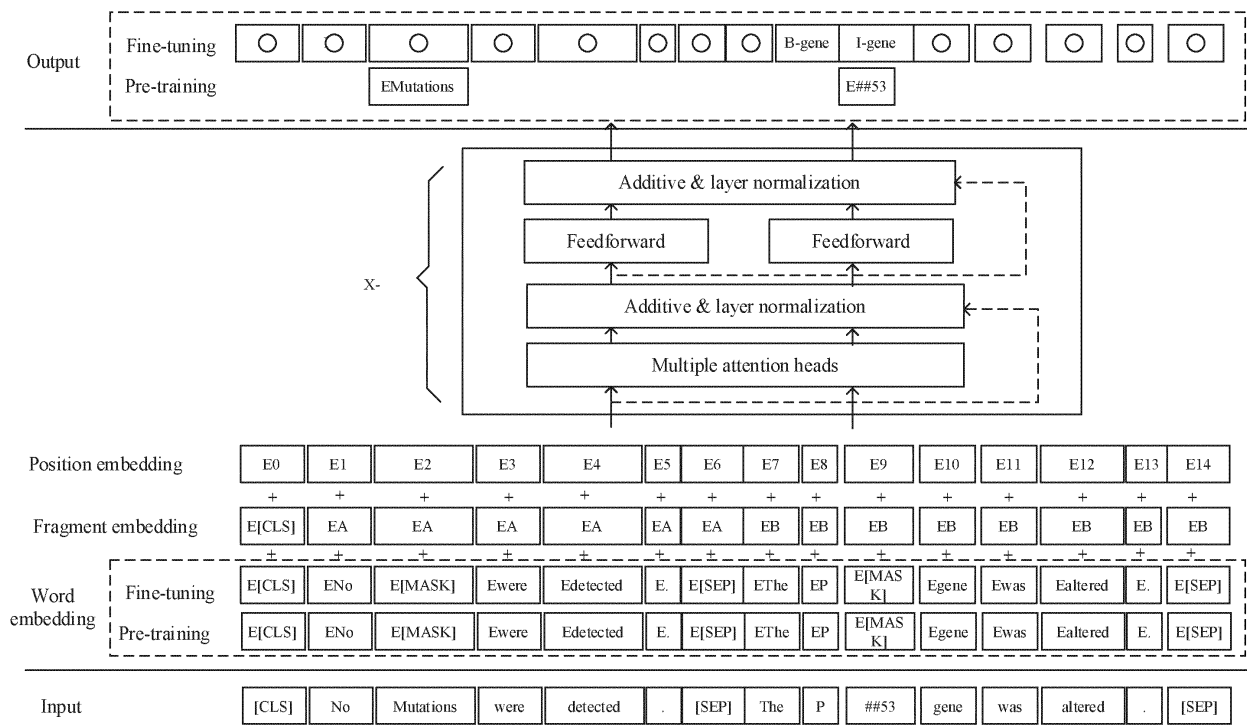 Output
Fine-tuning O O O O O O O O B-gene I-gene O O O O O
Pre-training EMutations E##53
Additive & layer normalization
Feedforward Feedforward
X-
Additive & layer normalization
Multiple attention heads
Position embedding E0 E1 E2 E3 E4 E5 E6 E7 E8 E9 E10 E11 E12 E13 E14
+ + + + + + + + + + + + + + +
Fragment embedding E[CLS] EA EA EA EA EA EA EB EB EB EB EB EB EB EB
+ + + + + + + + + + + + + + +
Word embedding
Fine-tuning E[CLS] ENo E[MASK] Ewere Edetected E. E[SEP] EThe EP E[MASK] Egene Ewas Ealtered E. E[SEP]
Pre-training E[CLS] ENo E[MASK] Ewere Edetected E. E[SEP] EThe EP E[MASK] Egene Ewas Ealtered E. E[SEP]
Input [CLS] No Mutations were detected . [SEP] The P ##53 gene was altered . [SEP]